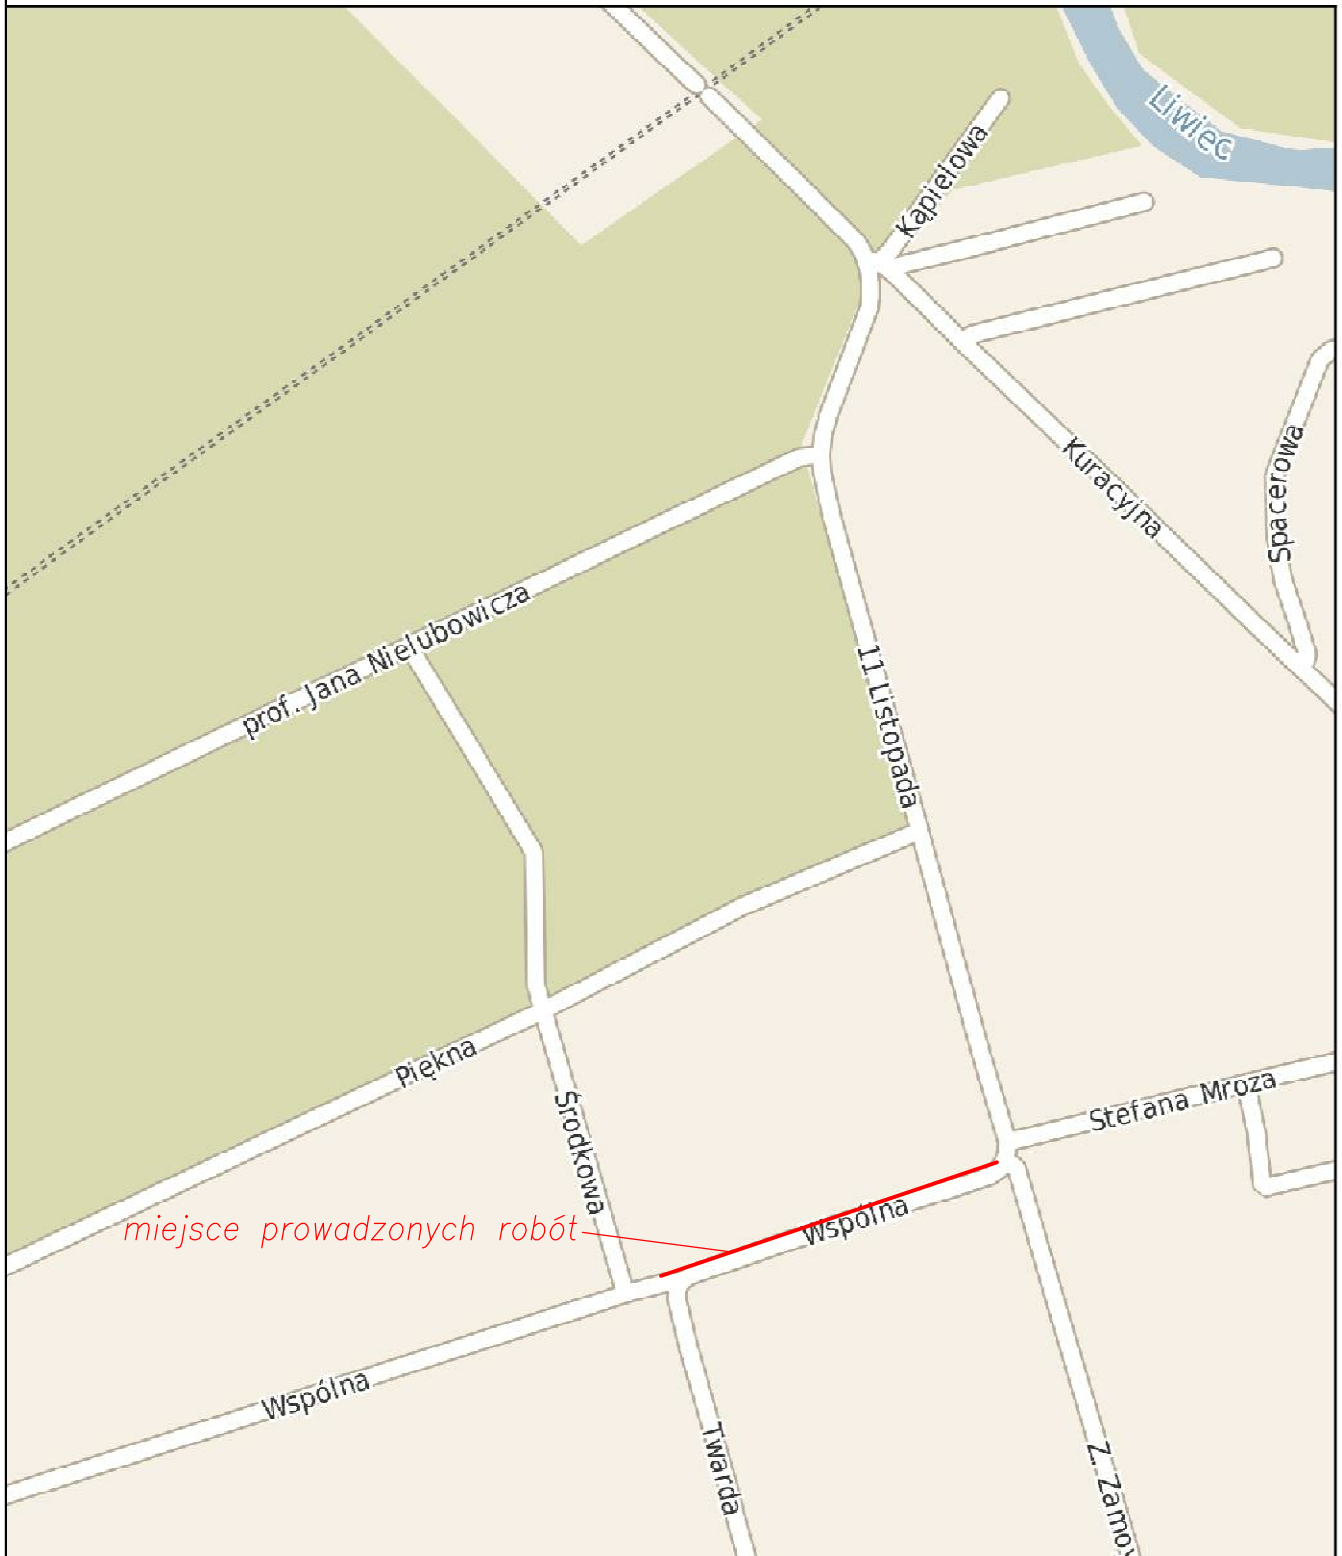 Liwiec
Kąpielowa
Kuracyjna
Spacerowa
prof. Jana Nielubowicza
11 Listopada
Piękna
Środkowa
Stefana Mroza
miejsce prowadzonych robót
Wspólna
Wspólna
Twarda
Z. Zamoy